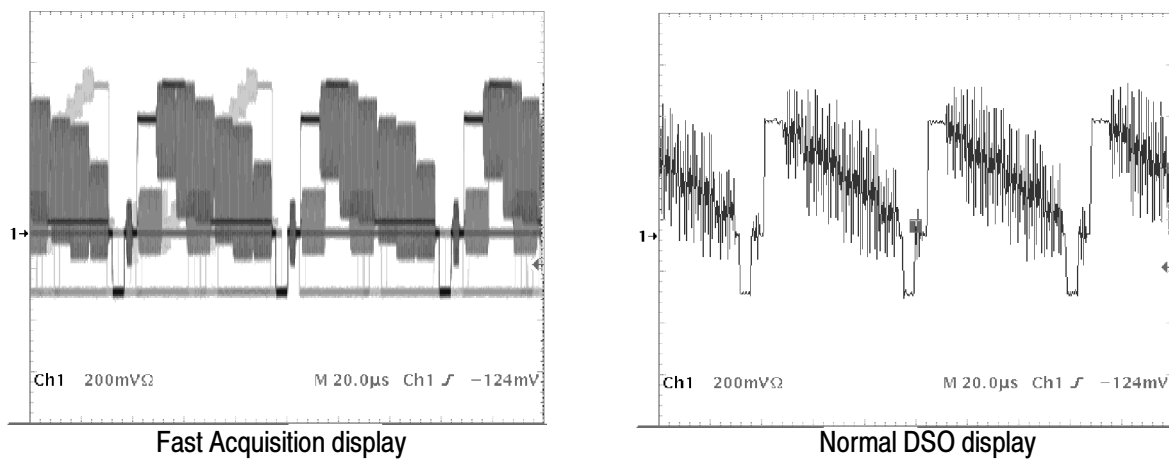 1→
Ch1 200mVΩ M 20.0µs Ch1 ƒ −124mV
Fast Acquisition display
T
1→
Ch1 200mVΩ M 20.0µs Ch1 ƒ −124mV
Normal DSO display